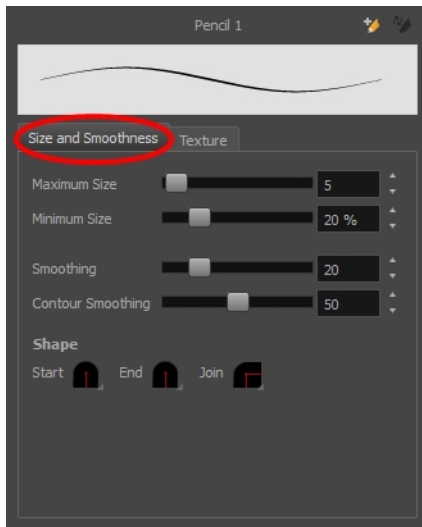 Pencil 1
Size and Smoothness Texture
Maximum Size 5
Minimum Size 20 %
Smoothing 20
Contour Smoothing 50
Shape
Start End Join